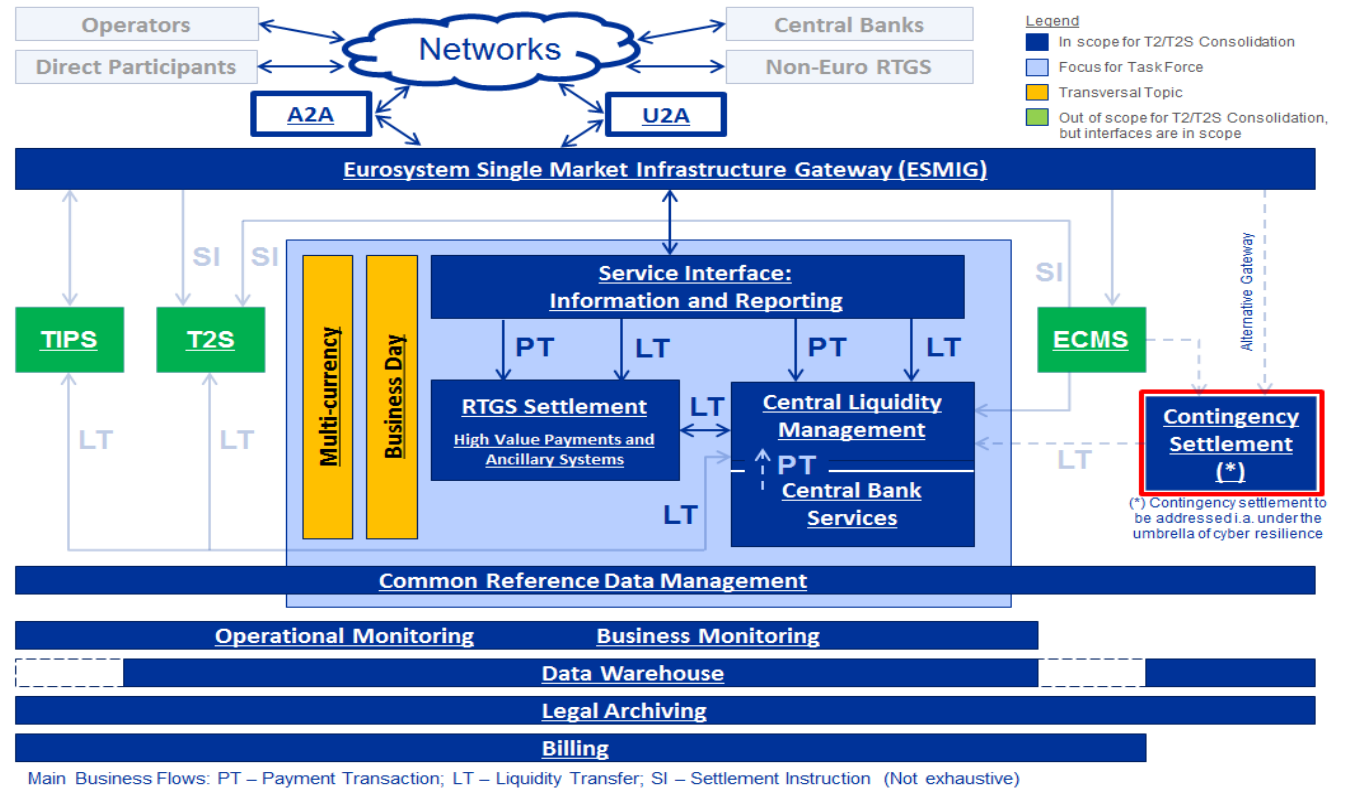 Operators
Direct Participants
Networks
Central Banks
Non-Euro RTGS
Legend
In scope for T2/T2S Consolidation
Focus for Task Force
Transversal Topic
Out of scope for T2/T2S Consolidation,
but interfaces are in scope
A2A
U2A
Eurosystem Single Market Infrastructure Gateway (ESMIG)
SI
SI
SI
Alternative Gateway
Service Interface:
Information and Reporting
TIPS
T2S
Multi-currency
Business Day
PT
LT
PT
LT
ECMS
RTGS Settlement
High Value Payments and
Ancillary Systems
LT
Central Liquidity
Management
PT
Central Bank
Services
LT
LT
LT
LT
Contingency
Settlement
(*)
(*) Contingency settlement to
be addressed i.a. under the
umbrella of cyber resilience
Common Reference Data Management
Operational Monitoring
Business Monitoring
Data Warehouse
Legal Archiving
Billing
Main Business Flows: PT – Payment Transaction; LT – Liquidity Transfer; SI – Settlement Instruction (Not exhaustive)